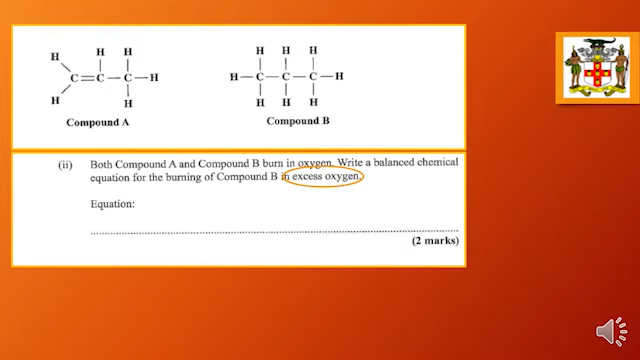 H H H
C=C-C-H
H H
Compound A
H H H
H-C-C-C-H
H H H
Compound B
(ii) Both Compound A and Compound B burn in oxygen. Write a balanced chemical
equation for the burning of Compound B in excess oxygen.
Equation:
(2 marks)